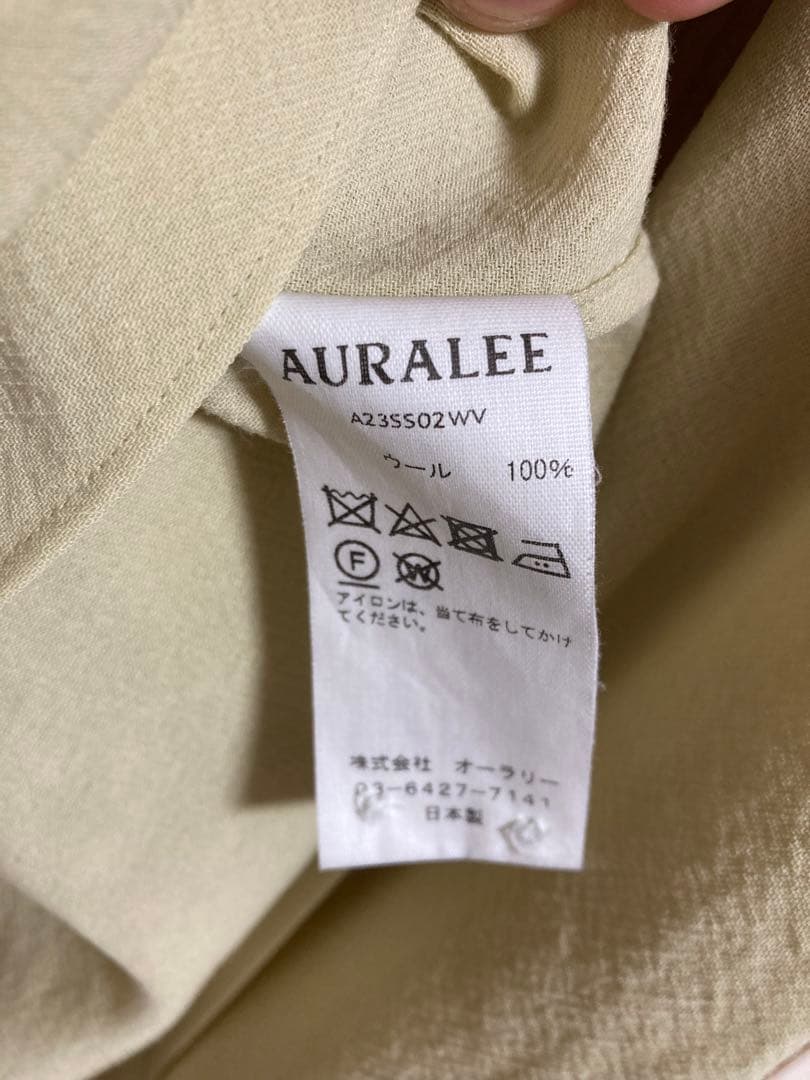 AURALEE
A23SS02WV
ウール 100%
F
W
アイロンは、当て布をしてかけ
てください。
株式会社 オーラリー
03-6427-7141
日本製